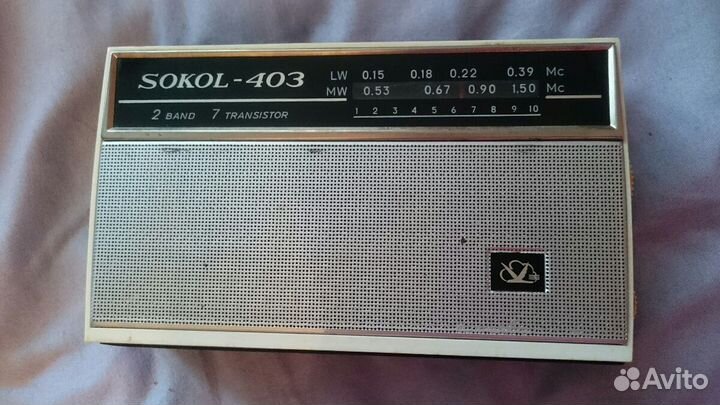 SOKOL-403
LW 0.15 0.18 0.22 0.39 Mc
MW 0.53 0.67 0.90 1.50 Mc
2 BAND 7 TRANSISTOR
1 2 3 4 5 6 7 8 9 10
Avito